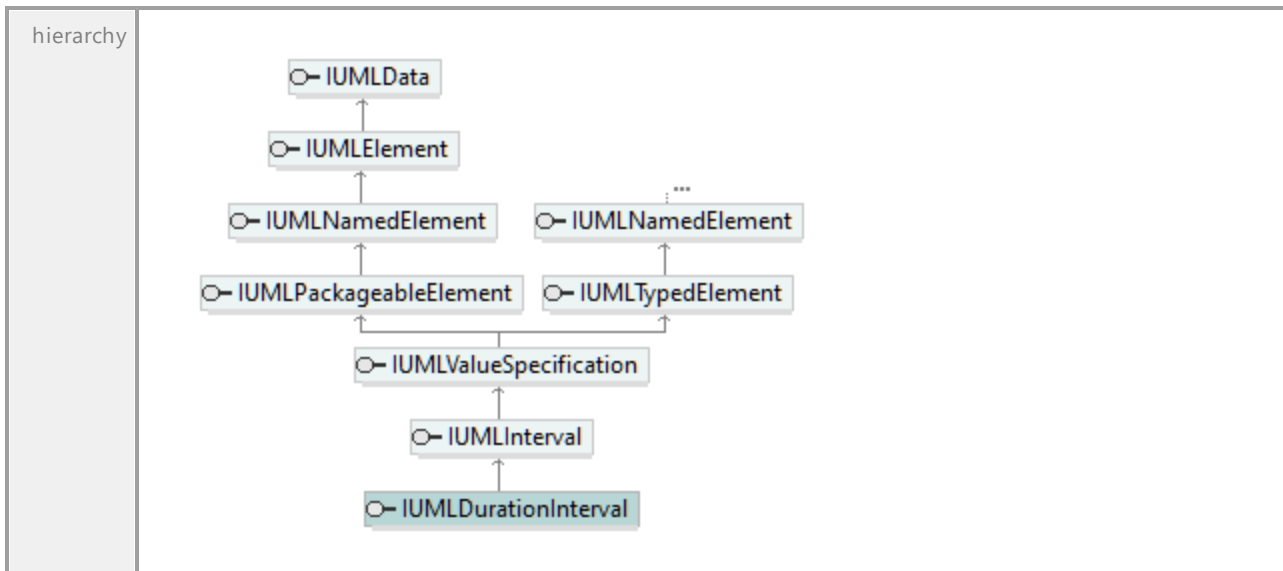 hierarchy
IUMLData
IUMLElement
...
IUMLNamedElement IUMLNamedElement
IUMLPackageableElement IUMLTypedElement
IUMLValueSpecification
IUMLInterval
IUMLDurationInterval